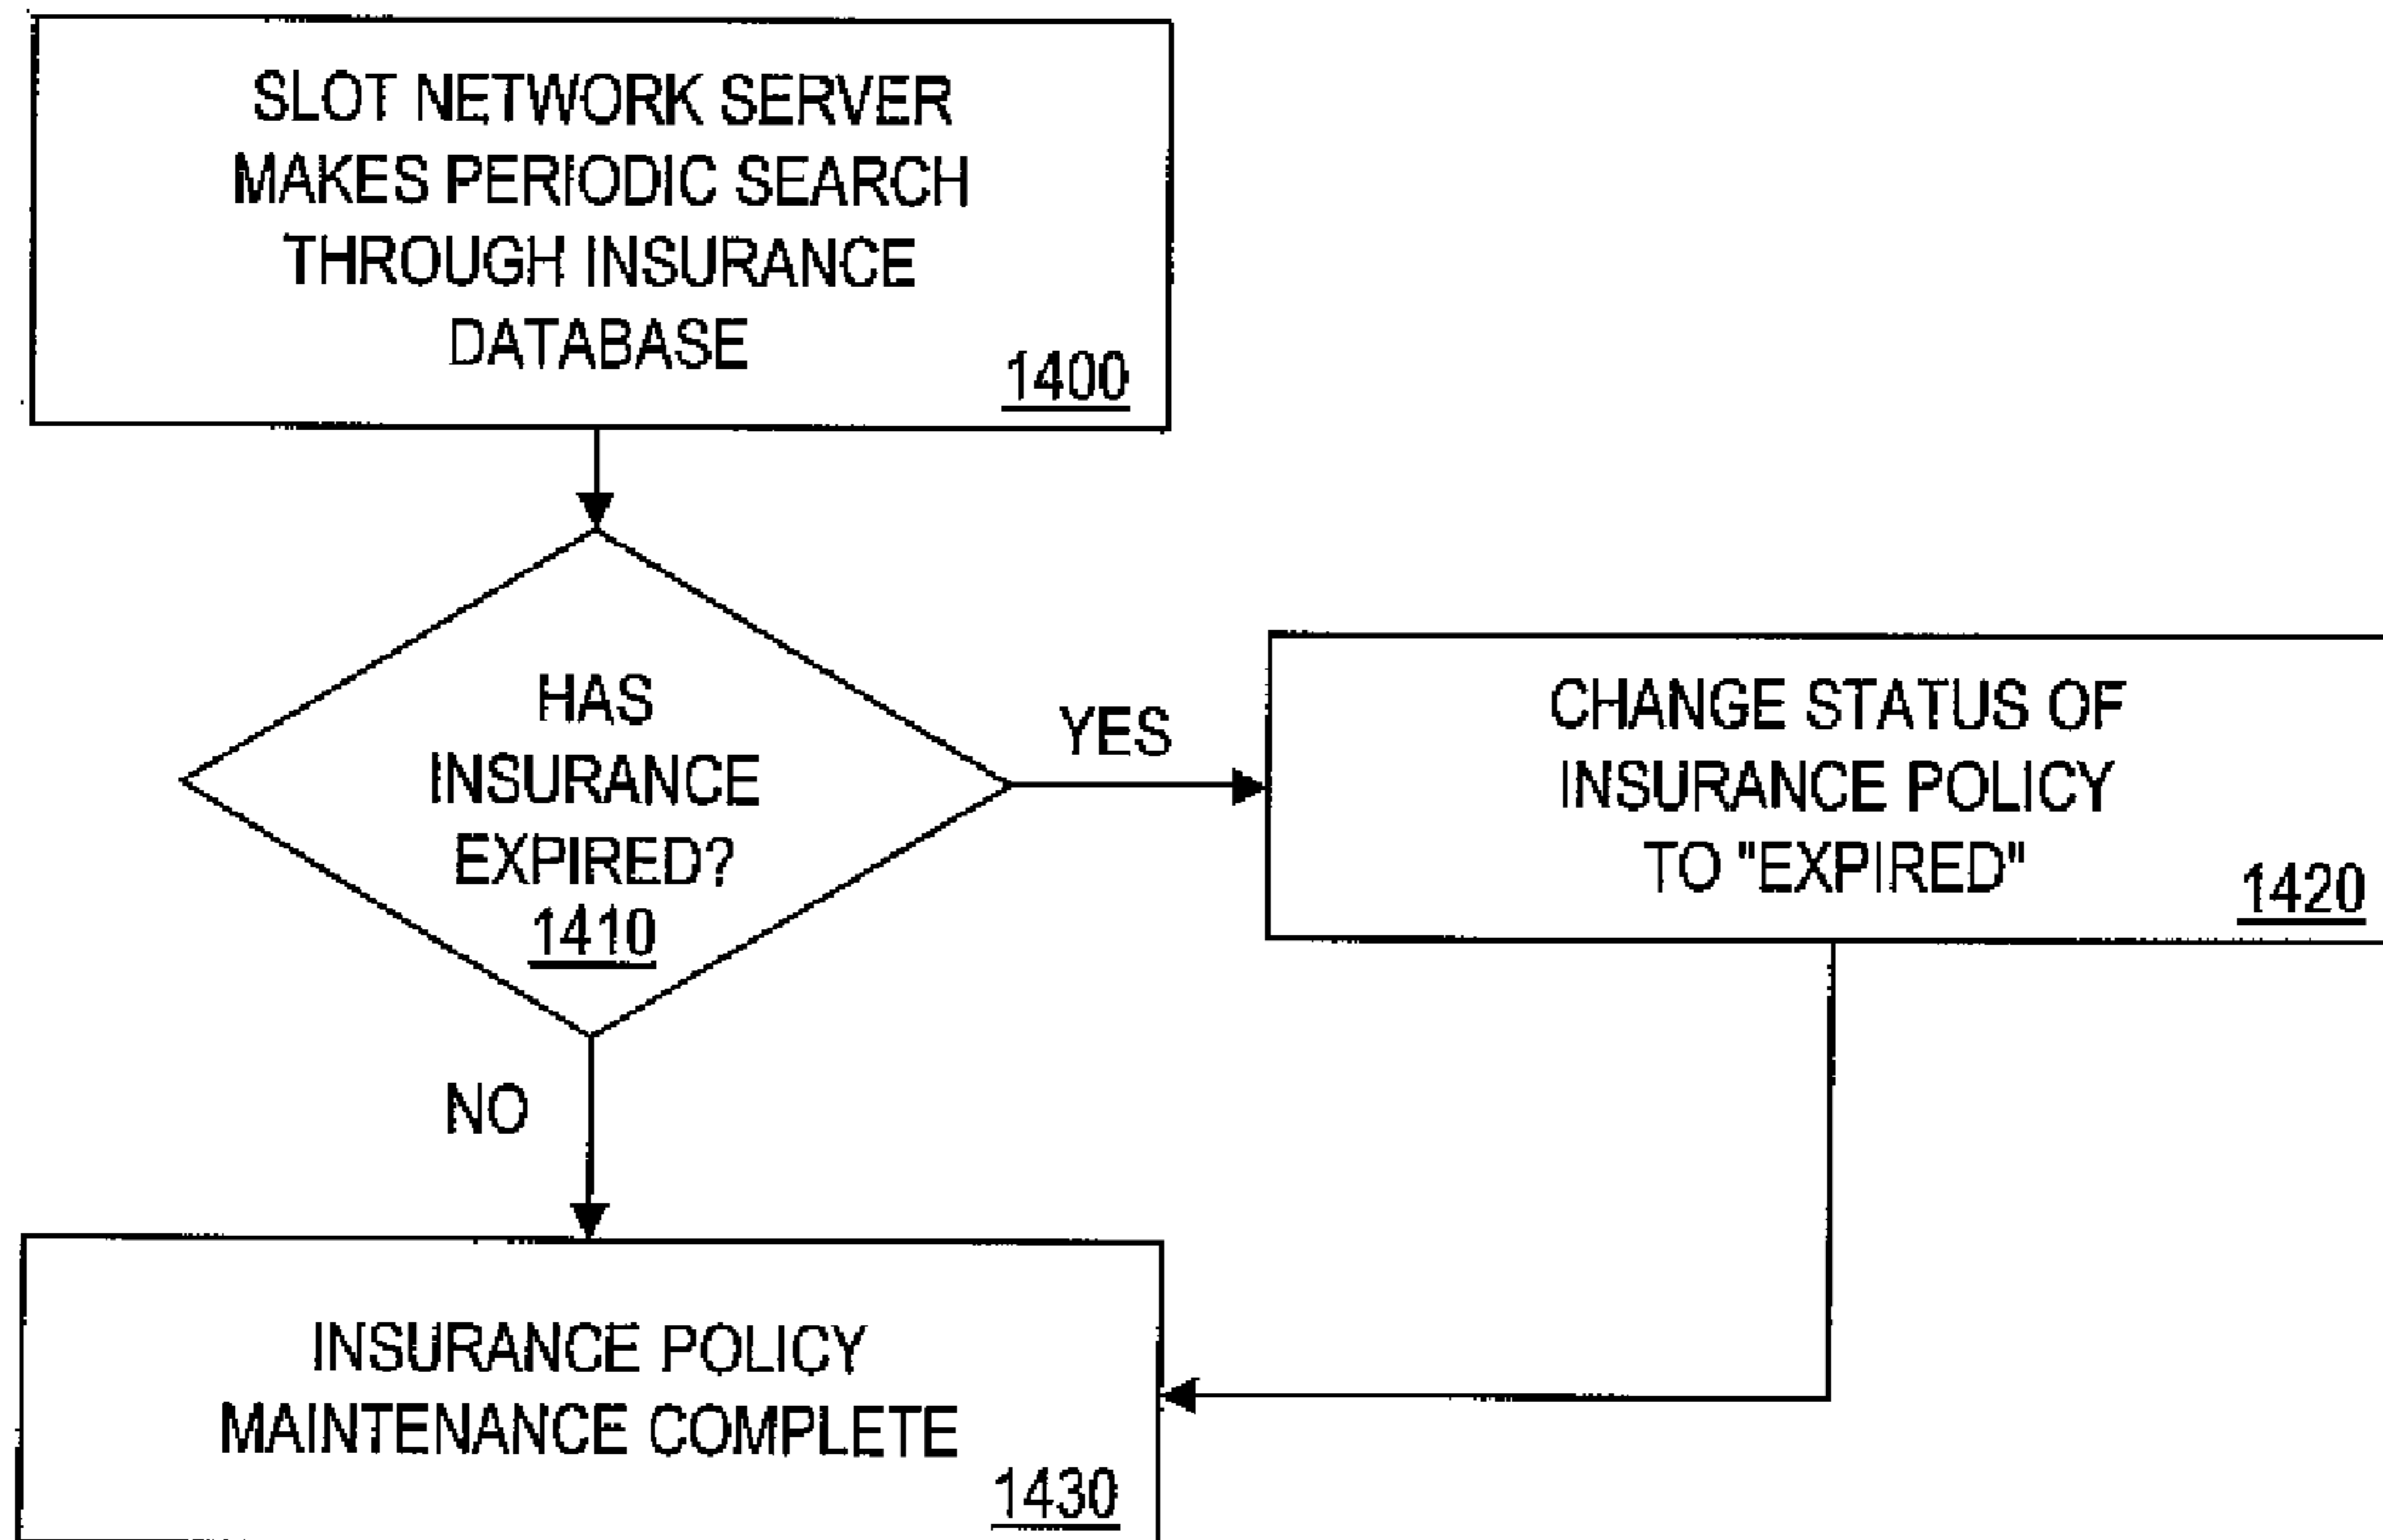 SLOT NETWORK SERVER
MAKES PERIODIC SEARCH
THROUGH INSURANCE
DATABASE
1400
HAS
INSURANCE
EXPIRED?
1410
YES
CHANGE STATUS OF
INSURANCE POLICY
TO "EXPIRED"
1420
NO
INSURANCE POLICY
MAINTENANCE COMPLETE
1430